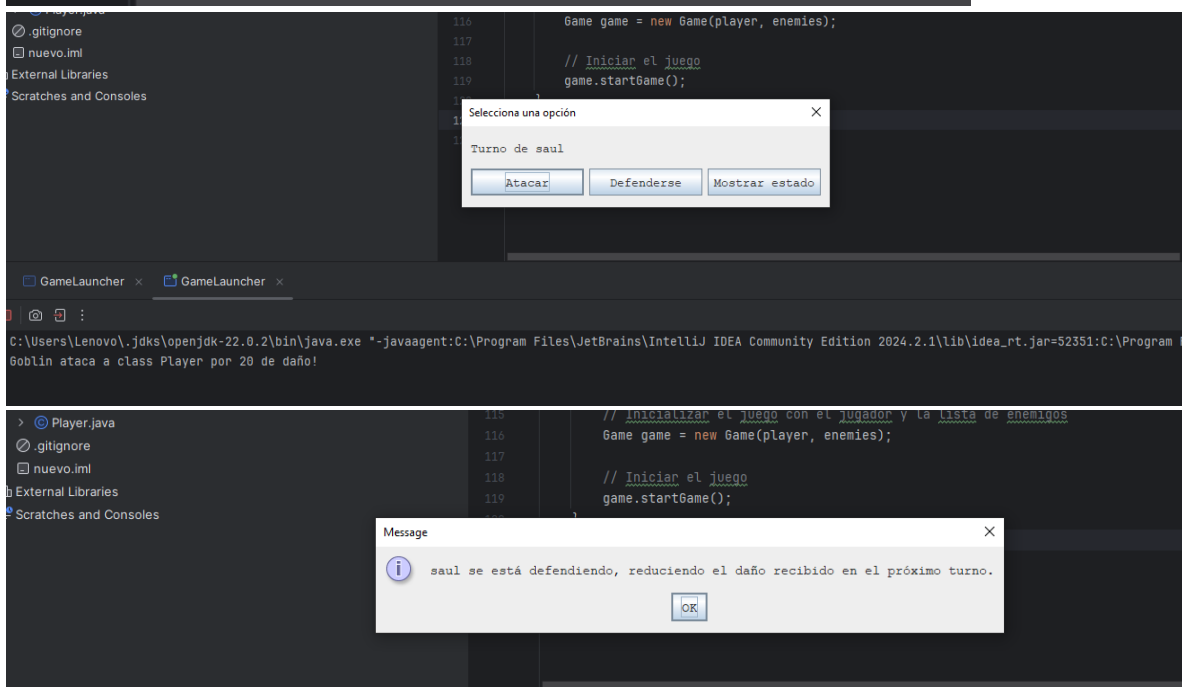 Player.java
.gitignore
nuevo.iml
External Libraries
Scratches and Consoles
116 Game game = new Game(player, enemies);
117
118 // Iniciar el juego
119 game.startGame();
Selecciona una opción
Turno de saul
Atacar Defenderse Mostrar estado
GameLauncher GameLauncher
C:\Users\Lenovo\.jdks\openjdk-22.0.2\bin\java.exe "-javaagent:C:\Program Files\JetBrains\IntelliJ IDEA Community Edition 2024.2.1\lib\idea_rt.jar=52351:C:\Program
Goblin ataca a class Player por 20 de daño!
Player.java
.gitignore
nuevo.iml
External Libraries
Scratches and Consoles
115 // Inicializar el juego con el jugador y la lista de enemigos
116 Game game = new Game(player, enemies);
117
118 // Iniciar el juego
119 game.startGame();
Message
saul se está defendiendo, reduciendo el daño recibido en el próximo turno.
OK